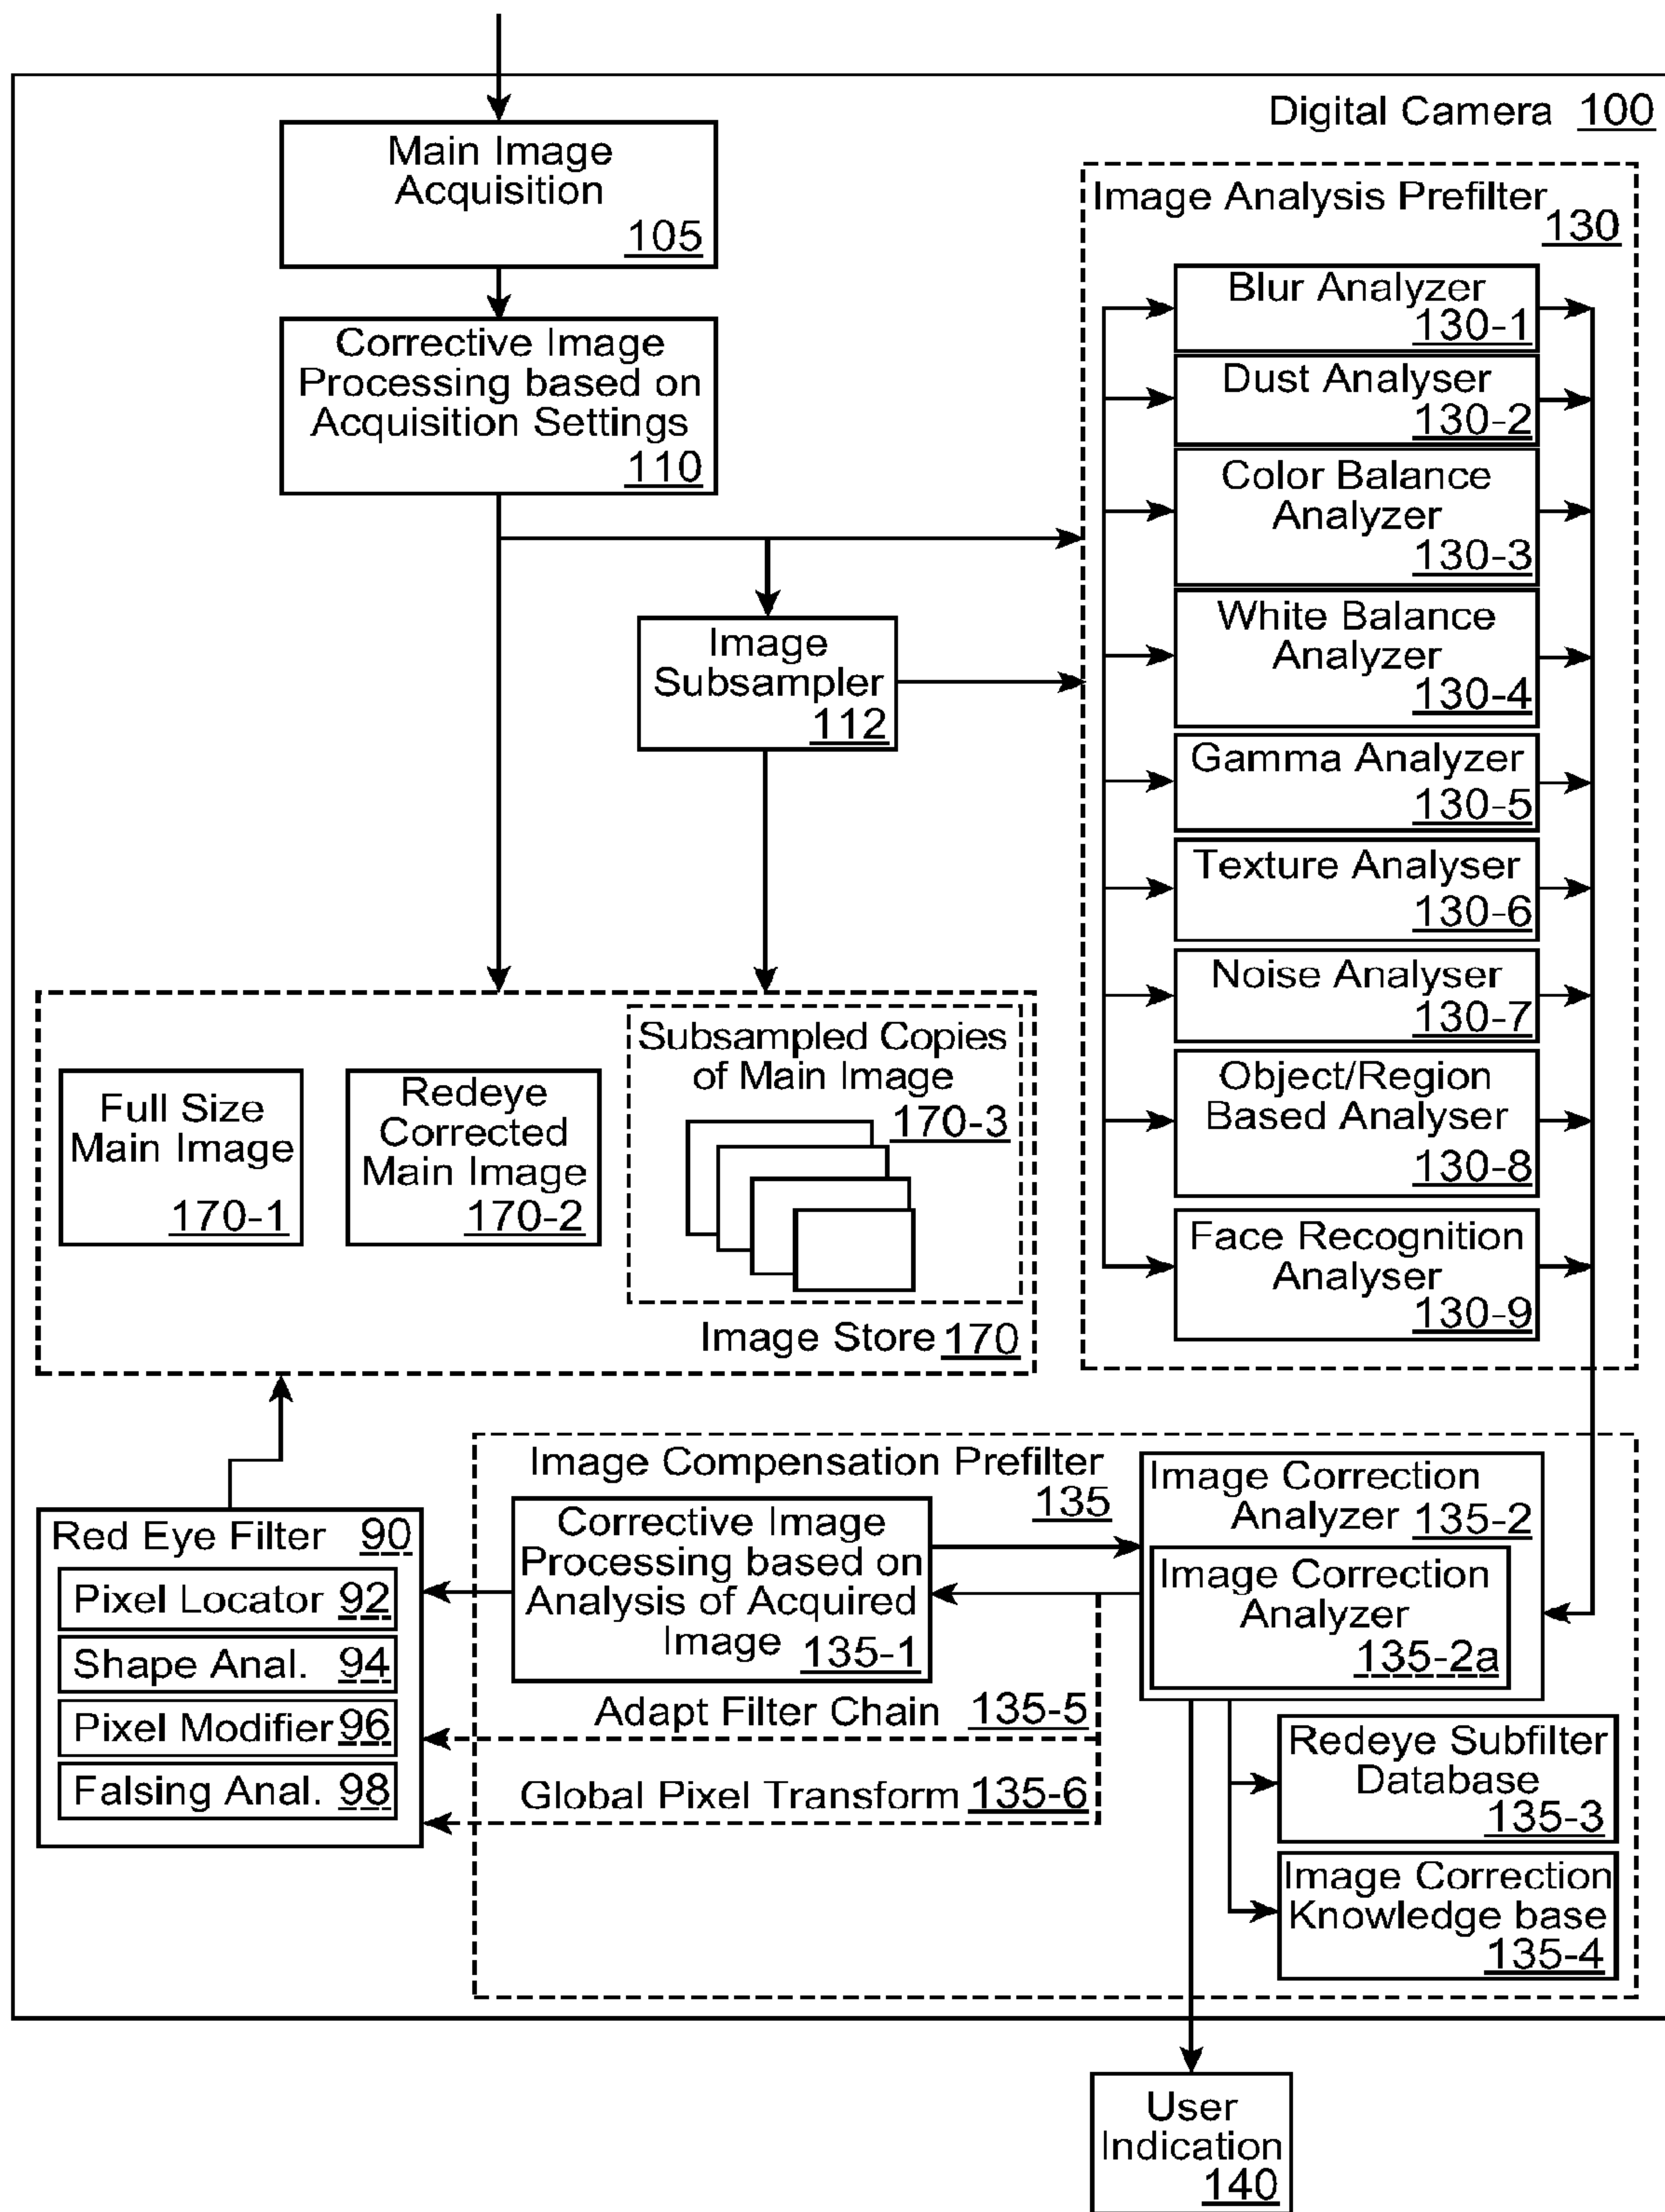 Digital Camera 100
Main Image
Acquisition
105
Corrective Image
Processing based on
Acquisition Settings
110
Image
Subsampler
112
Image Analysis Prefilter
130
Blur Analyzer
130-1
Dust Analyser
130-2
Color Balance
Analyzer
130-3
White Balance
Analyzer
130-4
Gamma Analyzer
130-5
Texture Analyser
130-6
Noise Analyser
130-7
Object/Region
Based Analyser
130-8
Face Recognition
Analyser
130-9
Full Size
Main Image
170-1
Redeye
Corrected
Main Image
170-2
Subsampled Copies
of Main Image
170-3
Image Store 170
Image Compensation Prefilter
135
Red Eye Filter 90
Pixel Locator 92
Shape Anal. 94
Pixel Modifier 96
Falsing Anal. 98
Corrective Image
Processing based on
Analysis of Acquired
Image 135-1
Image Correction
Analyzer 135-2
Image Correction
Analyzer
135-2a
Adapt Filter Chain 135-5
Global Pixel Transform 135-6
Redeye Subfilter
Database
135-3
Image Correction
Knowledge base
135-4
User
Indication
140